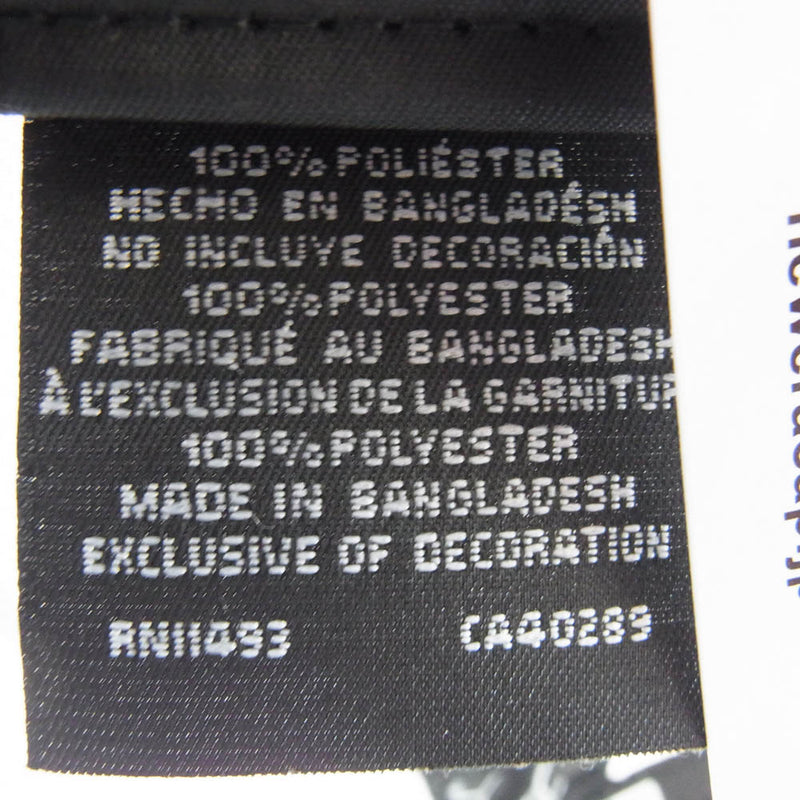 100% POLIÉSTER
HECHO EN BANGLADÉSH
NO INCLUYE DECORACIÓN
100% POLYESTER
FABRIQUÉ AU BANGLADESH
À L'EXCLUSION DE LA GARNITUR
100% POLYESTER
MADE IN BANGLADESH
EXCLUSIVE OF DECORATION
RN11493 CA40289